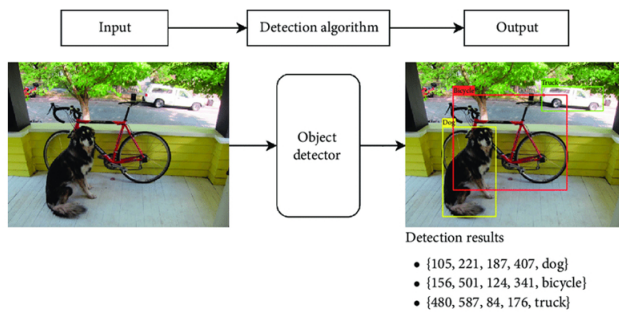 Input
Detection algorithm
Output
Object
detector
Truck
Bicycle
Dog
Detection results
• {105, 221, 187, 407, dog}
• {156, 501, 124, 341, bicycle}
• {480, 587, 84, 176, truck}